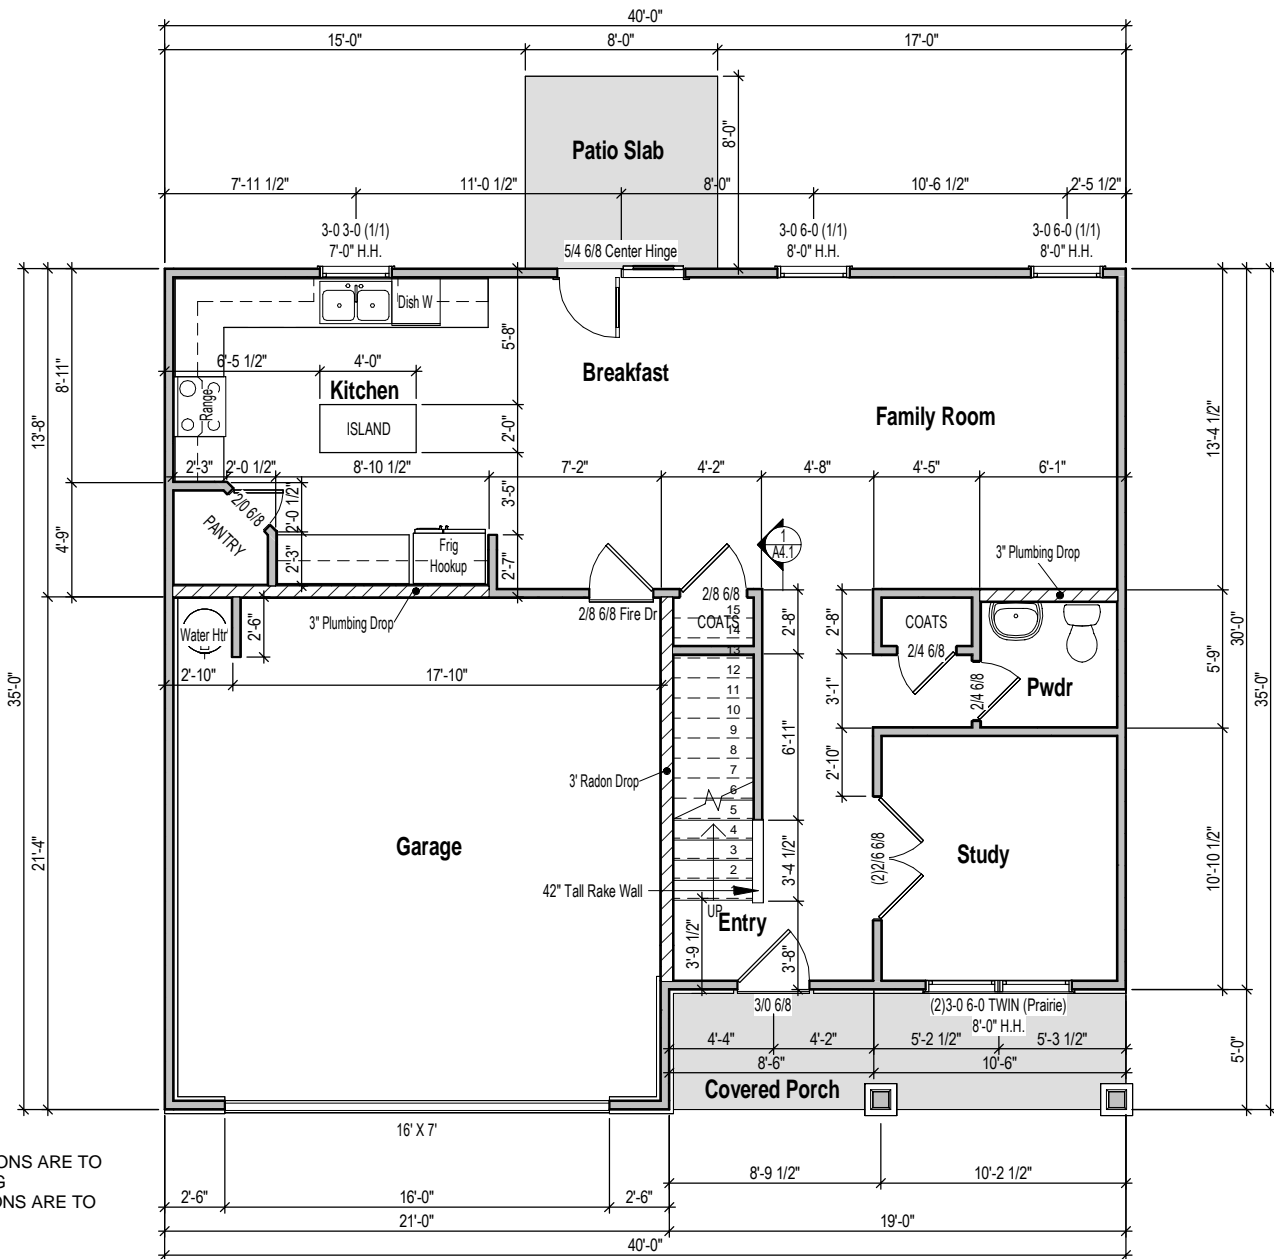 40'-0"
15'-0" 8'-0" 17'-0"
Patio Slab
8'-0"
7'-11 1/2" 11'-0 1/2" 8'-0" 10'-6 1/2" 2'-5 1/2"
3-0 3-0 (1/1)
7'-0" H.H.
5/4 6/8 Center Hinge
3-0 6-0 (1/1)
8'-0" H.H.
3-0 6-0 (1/1)
8'-0" H.H.
Dish W
5'-8"
8'-11"
13'-8"
6'-5 1/2" 4'-0"
Kitchen
Range
ISLAND
2'-0"
Breakfast
Family Room
13'-4 1/2"
2'-3" 2'-0 1/2" 8'-10 1/2" 7'-2" 4'-2" 4'-8" 4'-5" 6'-1"
2/0 6/8
2'-0 1/2"
3'-5"
PANTRY
4'-9"
2'-3"
Frig
Hookup
2'-7"
1
A4.1
3" Plumbing Drop
2/8 6/8
2/8 6/8 Fire Dr
3" Plumbing Drop
Water Htr
2'-6"
COATS
15
14
13
12
11
10
9
8
7
6
5
4
3
2
1
2'-8"
2'-8"
COATS
2/4 6/8
2/4 6/8
Pwdr
5'-9"
30'-0"
35'-0"
35'-0"
2'-10" 17'-10"
3'-1"
6'-11"
2'-10"
3' Radon Drop
Garage
21'-4"
(2)2/6 6/8
Study
10'-10 1/2"
3'-4 1/2"
42" Tall Rake Wall
UP
Entry
3'-9 1/2"
3'-8"
3/0 6/8
(2)3-0 6-0 TWIN (Prairie)
8'-0" H.H.
4'-4" 4'-2" 5'-2 1/2" 5'-3 1/2"
8'-6" 10'-6"
5'-0"
Covered Porch
16' X 7'
8'-9 1/2" 10'-2 1/2"
2'-6" 16'-0" 2'-6"
21'-0" 19'-0"
40'-0"
ONS ARE TO
G
ONS ARE TO